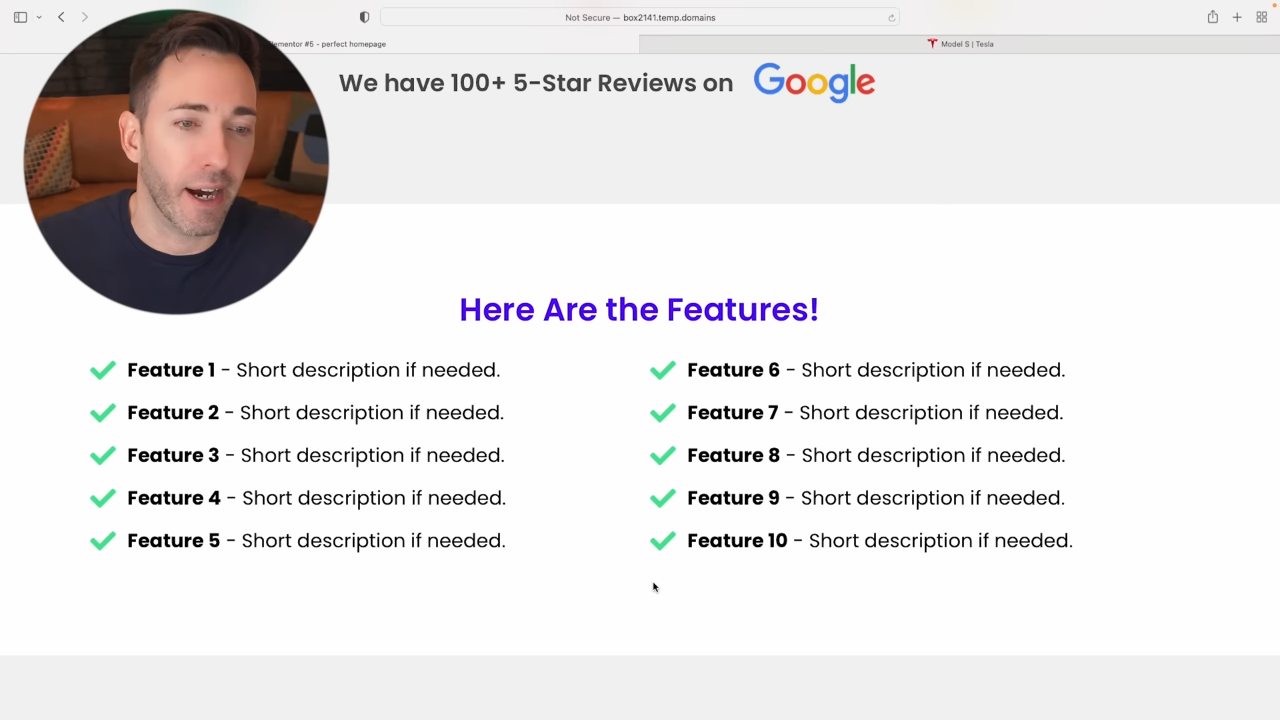 Not Secure — box2141.temp.domains
lementor #5 - perfect homepage
Model S | Tesla
We have 100+ 5-Star Reviews on Google
Here Are the Features!
Feature 1 - Short description if needed.
Feature 2 - Short description if needed.
Feature 3 - Short description if needed.
Feature 4 - Short description if needed.
Feature 5 - Short description if needed.
Feature 6 - Short description if needed.
Feature 7 - Short description if needed.
Feature 8 - Short description if needed.
Feature 9 - Short description if needed.
Feature 10 - Short description if needed.